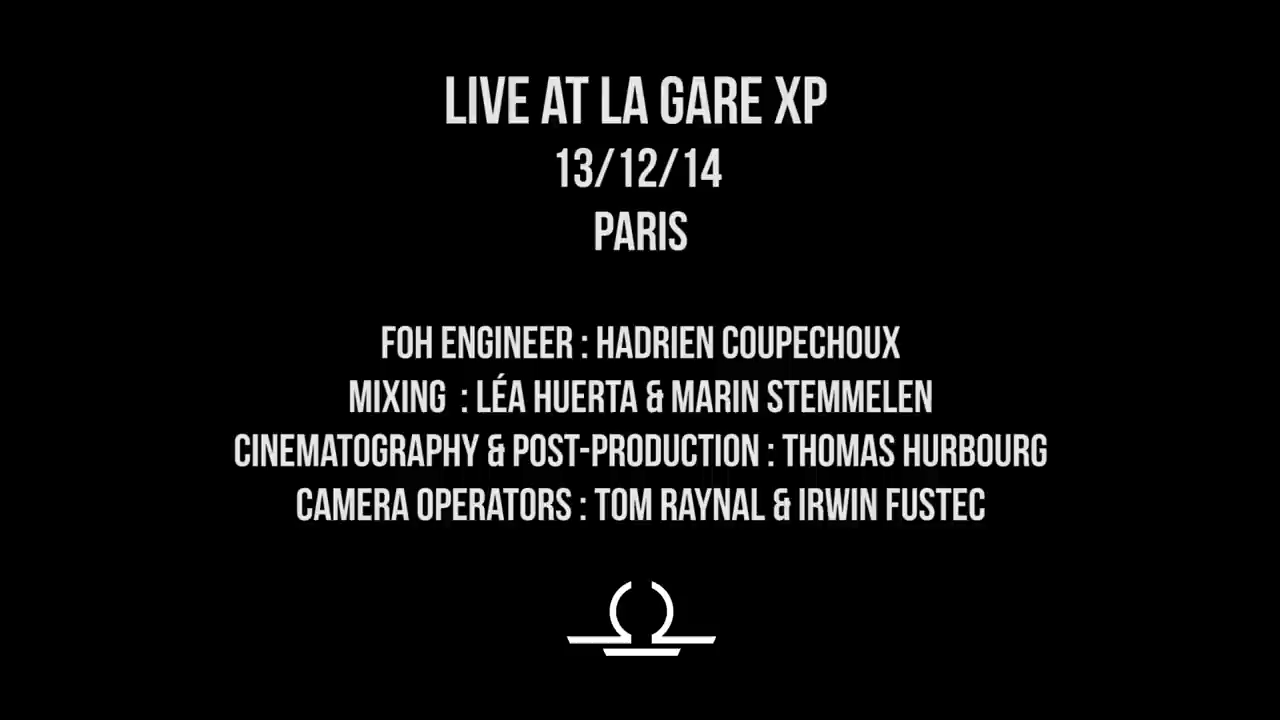 LIVE AT LA GARE XP
13/12/14
PARIS
FOH ENGINEER : HADRIEN COUPECHOUX
MIXING : LÉA HUERTA & MARIN STEMMELEN
CINEMATOGRAPHY & POST-PRODUCTION : THOMAS HURBOURG
CAMERA OPERATORS : TOM RAYNAL & IRWIN FUSTEC